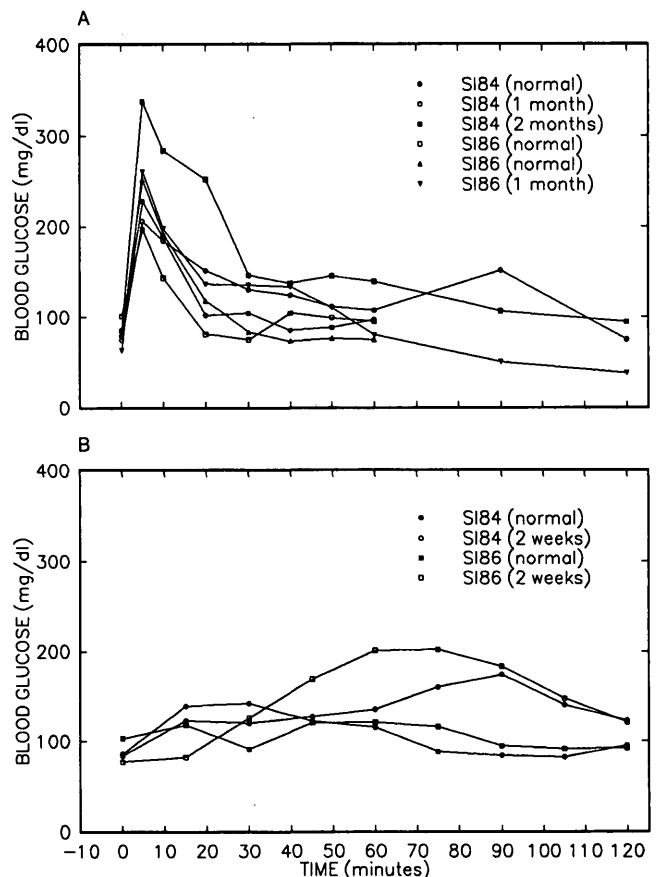 A
400
300
200
100
0
BLOOD GLUCOSE (mg/dl)
SI84 (normal)
SI84 (1 month)
SI84 (2 months)
SI86 (normal)
SI86 (normal)
SI86 (1 month)
B
400
300
200
100
0
BLOOD GLUCOSE (mg/dl)
SI84 (normal)
SI84 (2 weeks)
SI86 (normal)
SI86 (2 weeks)
-10 0 10 20 30 40 50 60 70 80 90 100 110 120
TIME (minutes)